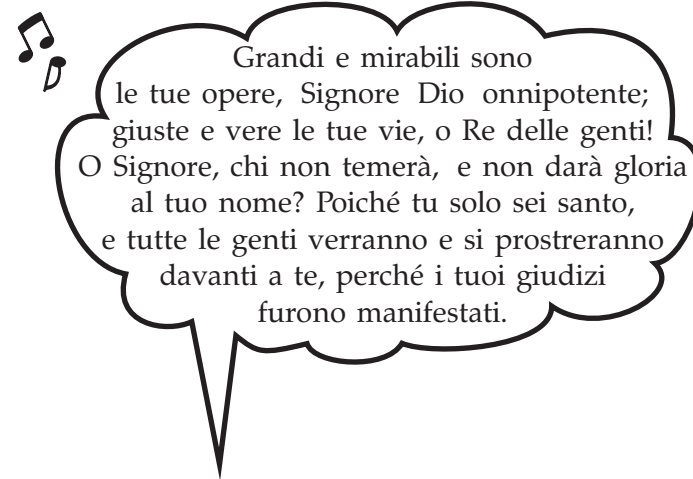 Grandi e mirabili sono
le tue opere, Signore Dio onnipotente;
giuste e vere le tue vie, o Re delle genti!
O Signore, chi non temerà, e non darà gloria
al tuo nome? Poiché tu solo sei santo,
e tutte le genti verranno e si prostreranno
davanti a te, perché i tuoi giudizi
furono manifestati.